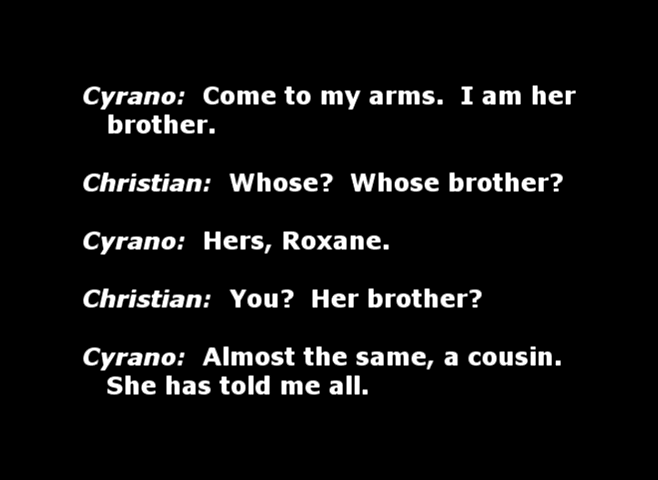 Cyrano:  Come to my arms.  I am her
brother.
Christian:  Whose?  Whose brother?
Cyrano:  Hers, Roxane.
Christian:  You?  Her brother?
Cyrano:  Almost the same, a cousin.
She has told me all.